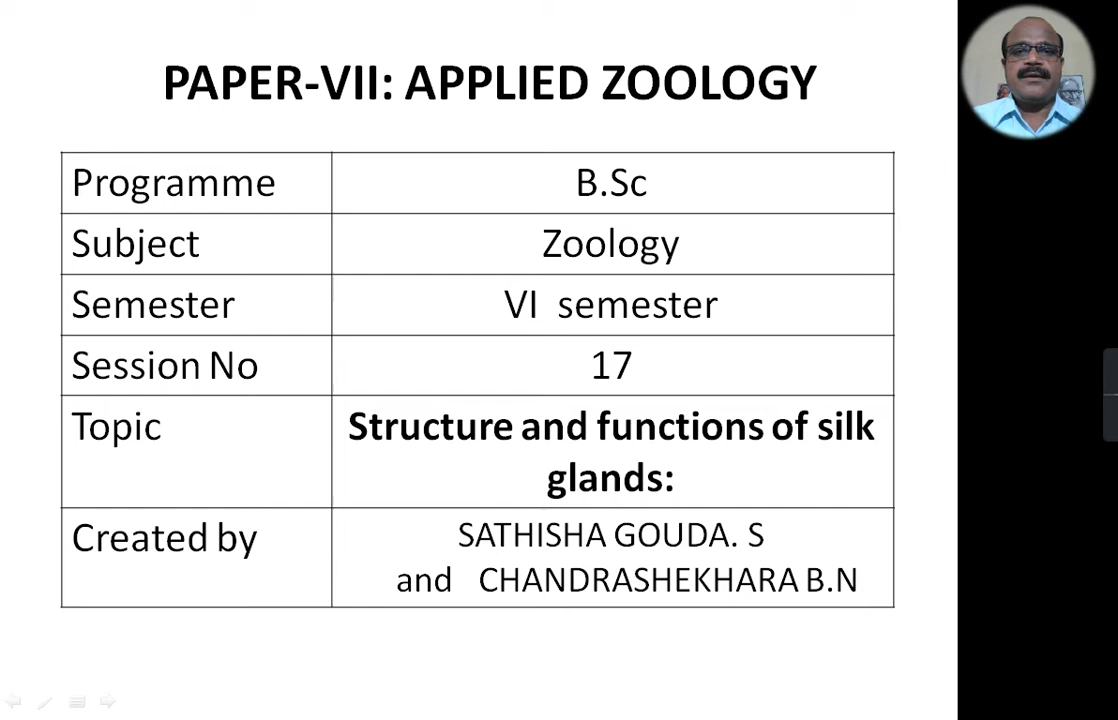 PAPER-VII: APPLIED ZOOLOGY
Programme B.Sc
Subject Zoology
Semester VI semester
Session No 17
Topic Structure and functions of silk
glands:
Created by SATHISHA GOUDA. S
and CHANDRASHEKHARA B.N